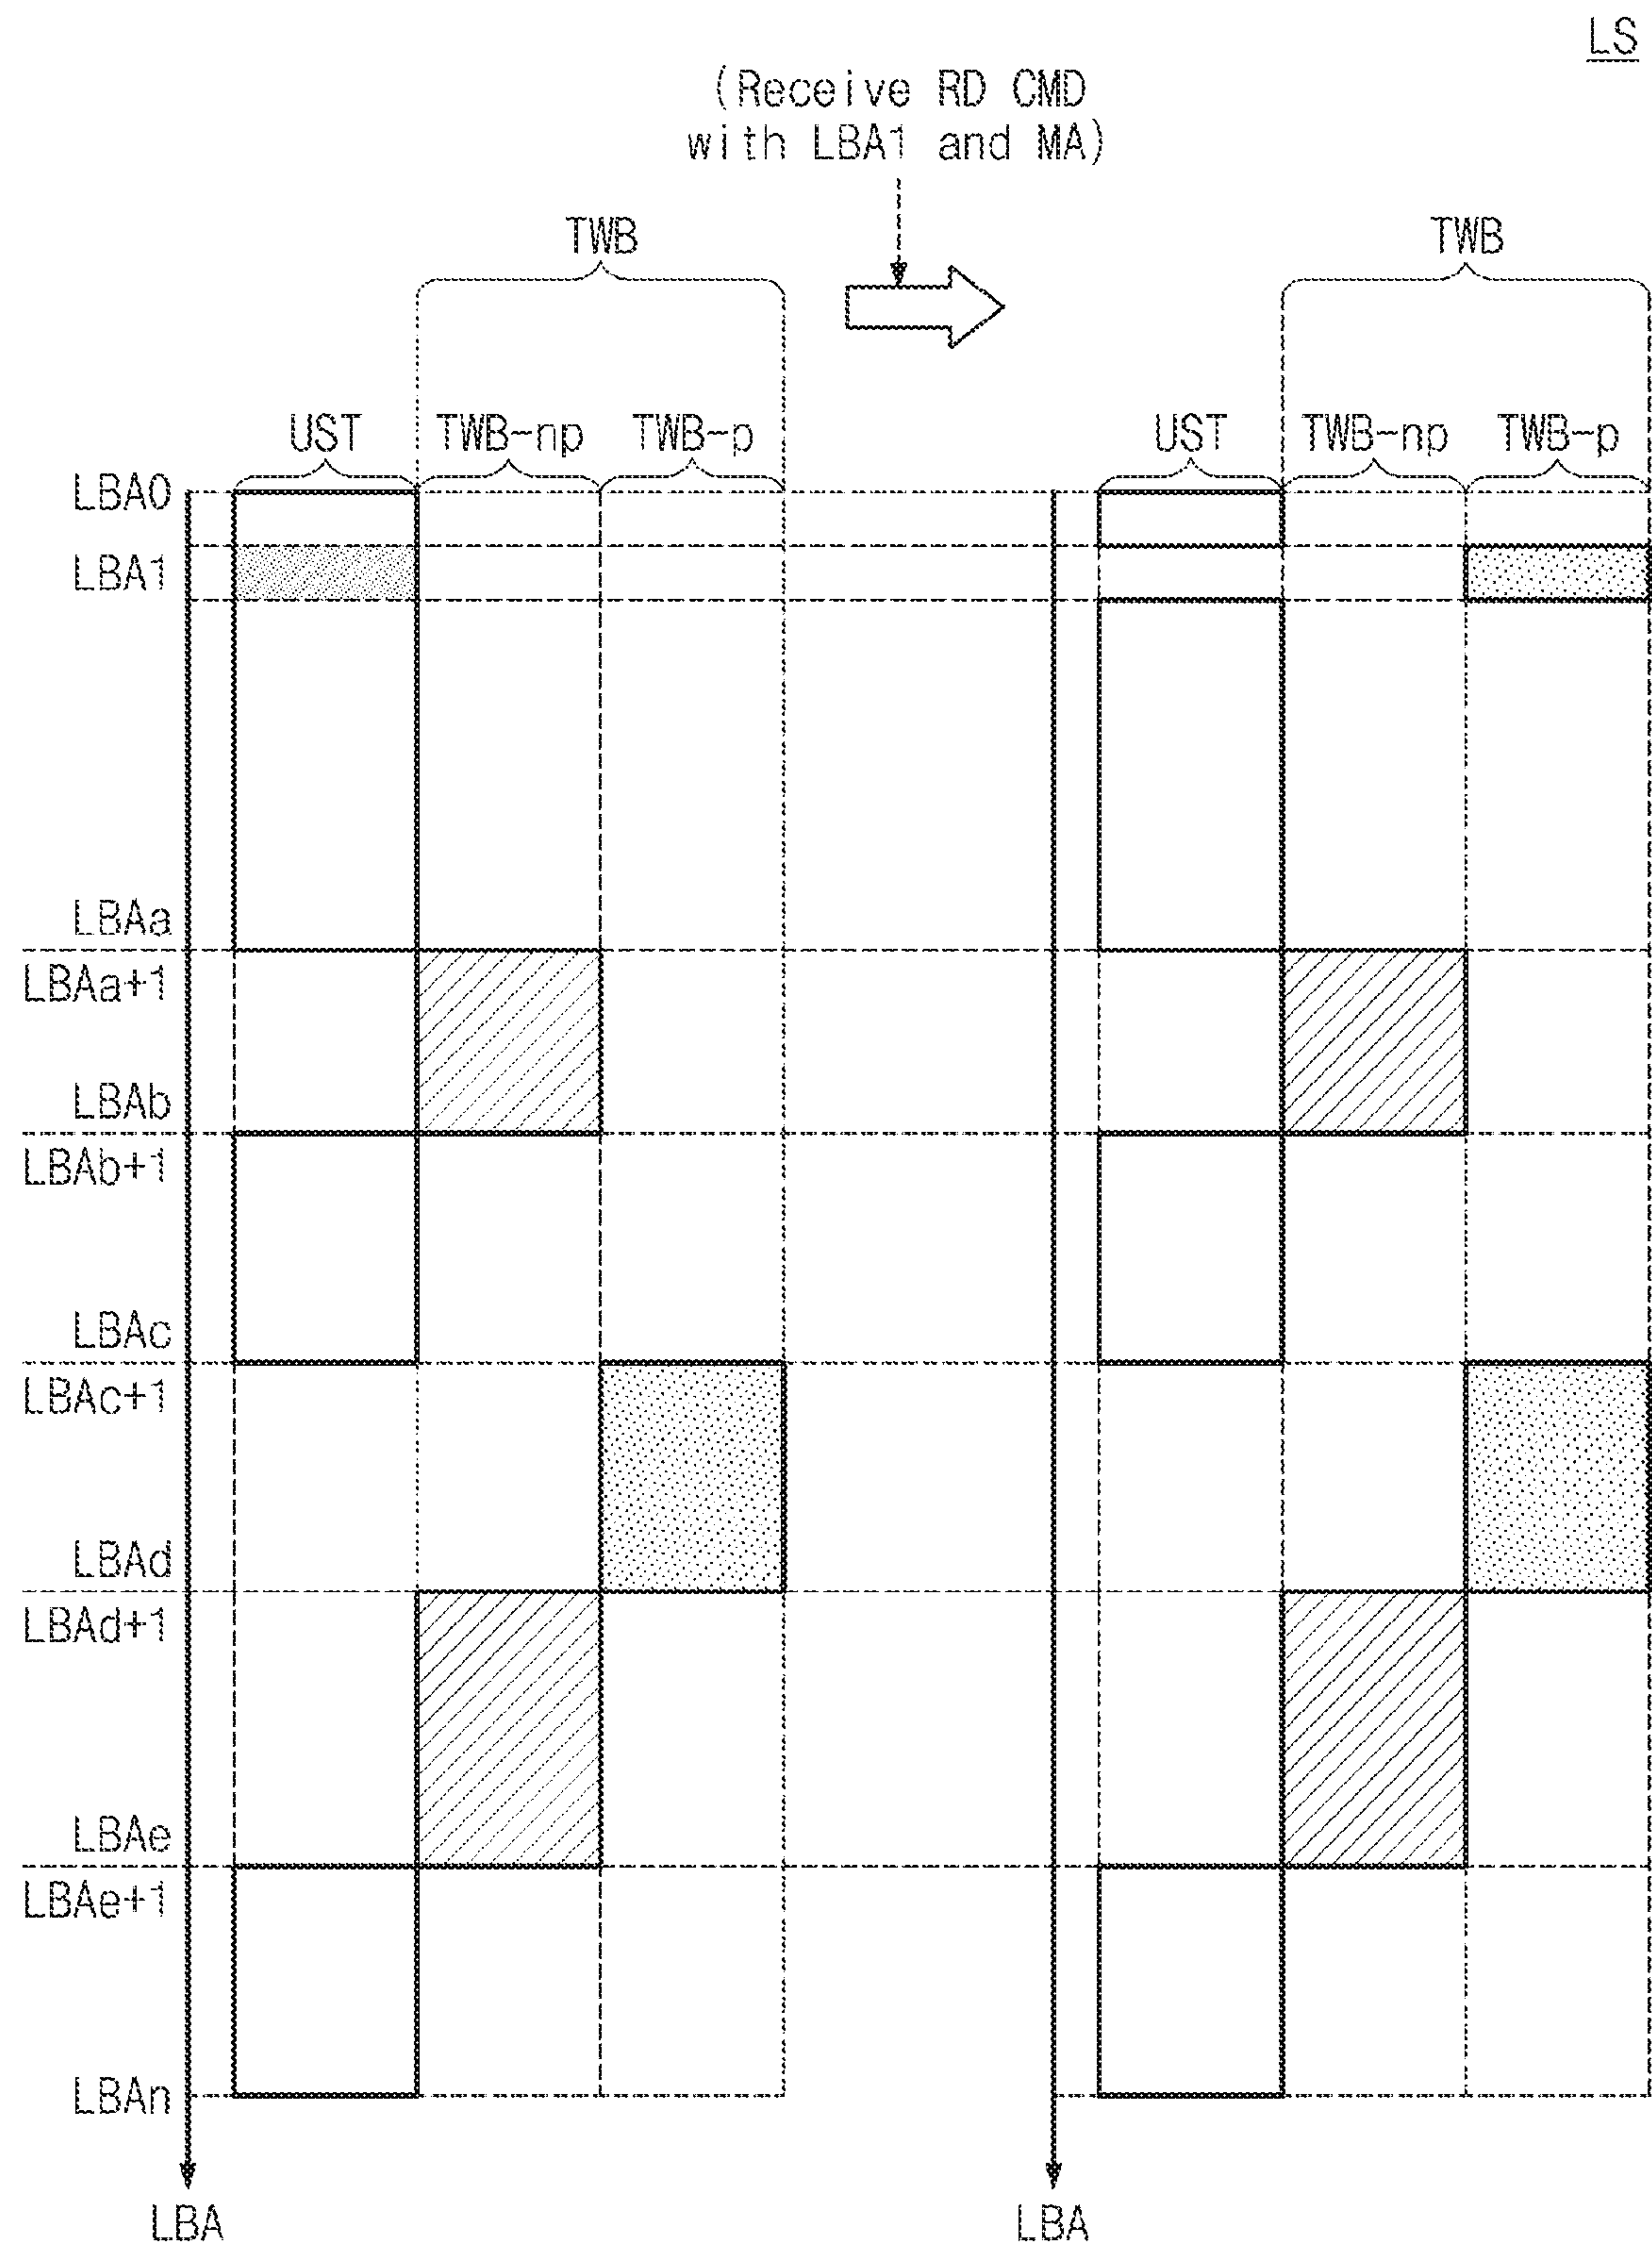 LS
(Receive RD CMD
with LBA1 and MA)
TWB
TWB
UST
TWB-np
TWB-p
UST
TWB-np
TWB-p
LBA0
LBA1
LBAa
LBAa+1
LBAb
LBAb+1
LBAc
LBAc+1
LBAd
LBAd+1
LBAe
LBAe+1
LBAn
LBA
LBA